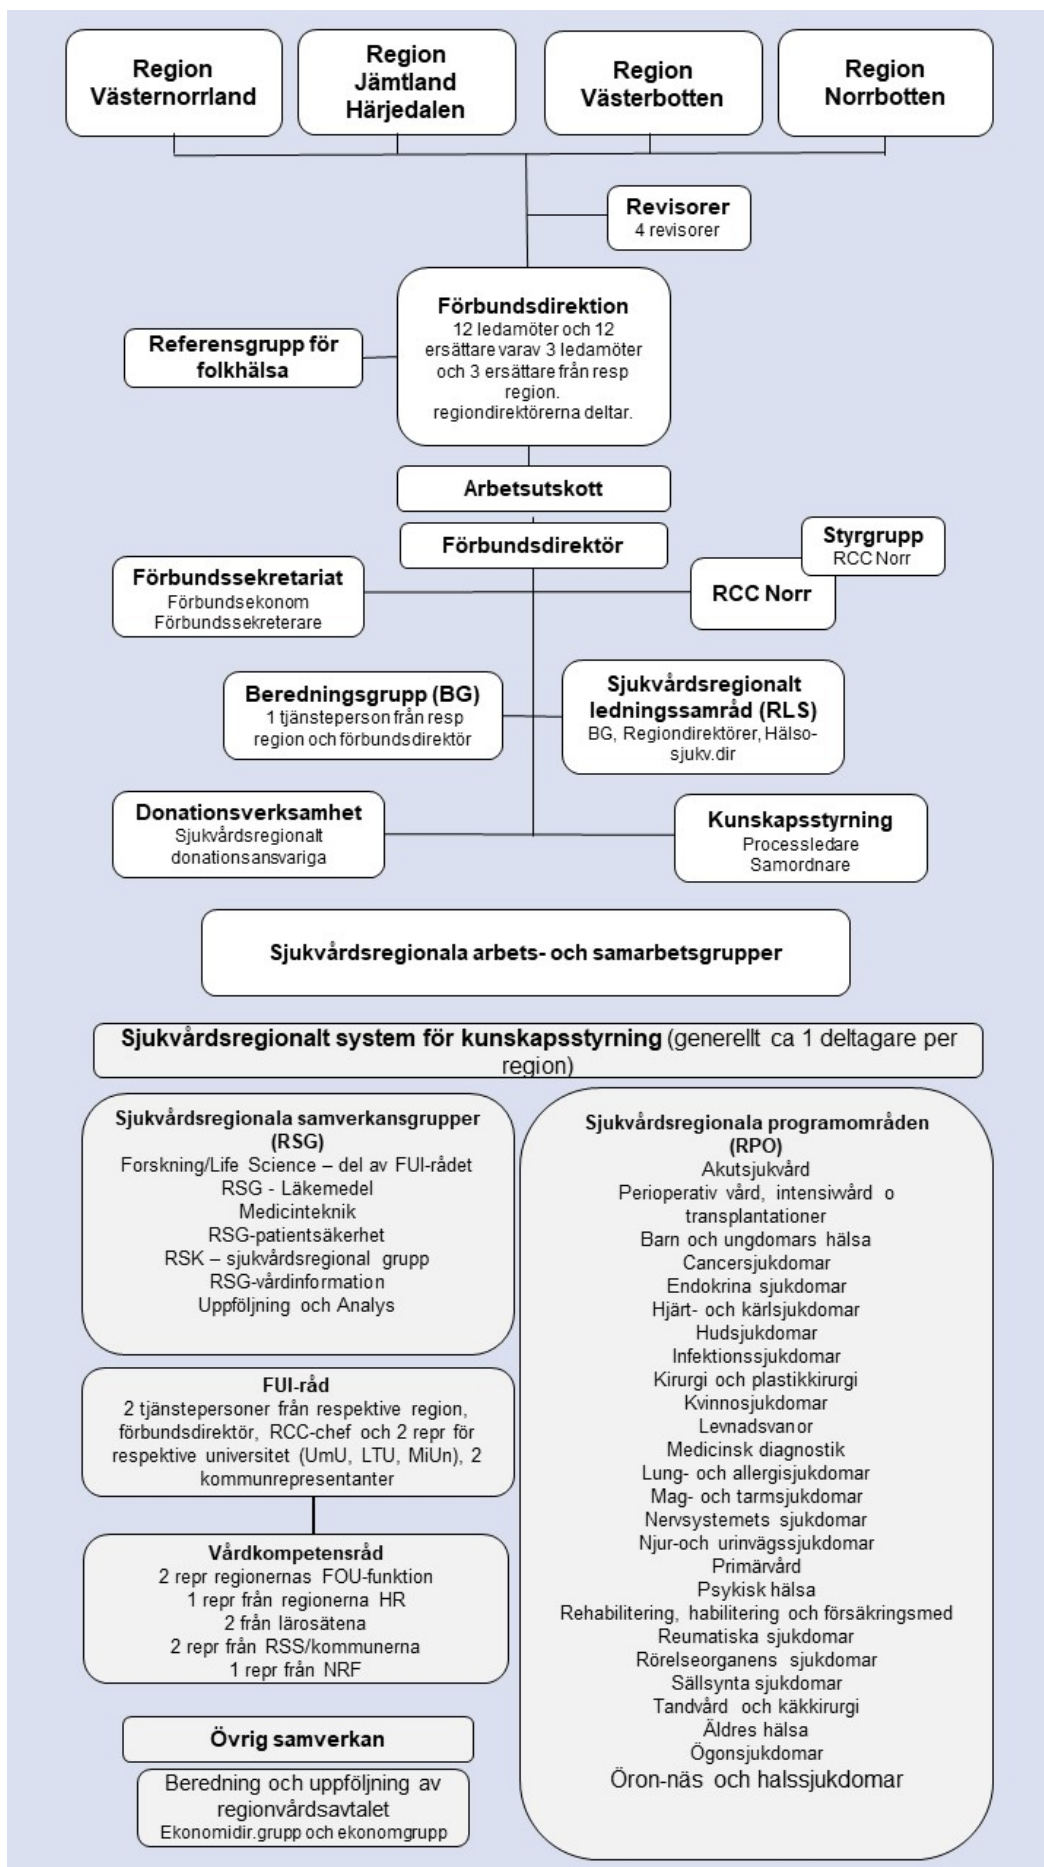 Region
Västernorrland
Region
Jämtland
Härjedalen
Region
Västerbotten
Region
Norrbotten
Revisorer
4 revisorer
Förbundsdirektion
12 ledamöter och 12
ersättare varav 3 ledamöter
och 3 ersättare från resp
region.
regiondirektörerna deltar.
Referensgrupp för
folkhälsa
Arbetsutskott
Förbundsdirektör
Styrgrupp
RCC Norr
Förbundssekretariat
Förbundsekonom
Förbundssekreterare
RCC Norr
Beredningsgrupp (BG)
1 tjänsteperson från resp
region och förbundsdirektör
Sjukvårdsregionalt
ledningssamråd (RLS)
BG, Regiondirektörer, Hälso-
sjukv.dir
Donationsverksamhet
Sjukvårdsregionalt
donationsansvariga
Kunskapsstyrning
Processledare
Samordnare
Sjukvårdsregionala arbets- och samarbetsgrupper
Sjukvårdsregionalt system för kunskapsstyrning (generellt ca 1 deltagare per
region)
Sjukvårdsregionala samverkansgrupper
(RSG)
Forskning/Life Science – del av FUI-rådet
RSG - Läkemedel
Medicinteknik
RSG-patientsäkerhet
RSK – sjukvårdsregional grupp
RSG-vårdinformation
Uppföljning och Analys
FUI-råd
2 tjänstepersoner från respektive region,
förbundsdirektör, RCC-chef och 2 repr för
respektive universitet (UmU, LTU, MiUn), 2
kommunrepresentanter
Vårdkompetensråd
2 repr regionernas FOU-funktion
1 repr från regionerna HR
2 från lärosätena
2 repr från RSS/kommunerna
1 repr från NRF
Övrig samverkan
Beredning och uppföljning av
regionvårdsavtalet
Ekonomidir.grupp och ekonomgrupp
Sjukvårdsregionala programområden
(RPO)
Akutsjukvård
Perioperativ vård, intensivvård o
transplantationer
Barn och ungdomars hälsa
Cancersjukdomar
Endokrina sjukdomar
Hjärt- och kärlsjukdomar
Hudsjukdomar
Infektionssjukdomar
Kirurgi och plastikkirurgi
Kvinnosjukdomar
Levnadsvanor
Medicinsk diagnostik
Lung- och allergisjukdomar
Mag- och tarmsjukdomar
Nervsystemets sjukdomar
Njur-och urinvägssjukdomar
Primärvård
Psykisk hälsa
Rehabilitering, habilitering och försäkringsmed
Reumatiska sjukdomar
Rörelseorganens sjukdomar
Sällsynta sjukdomar
Tandvård och käkkirurgi
Äldres hälsa
Ögonsjukdomar
Öron-näs och halssjukdomar